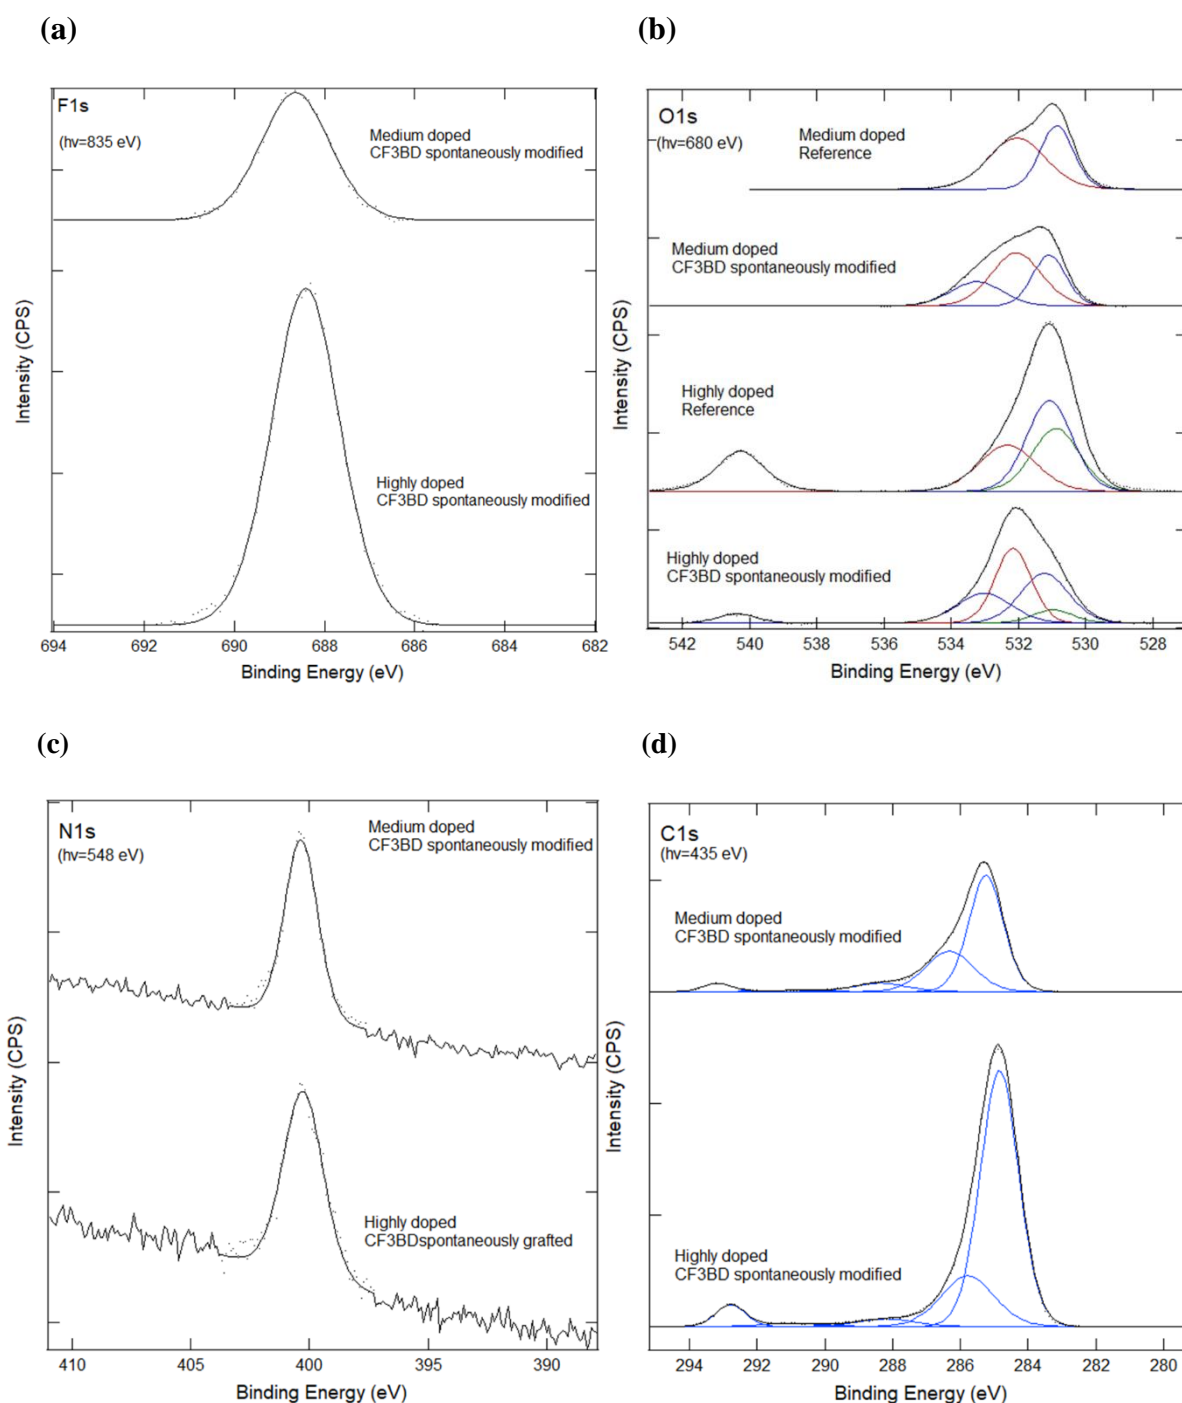 (a)
F1s
(hv=835 eV)
Medium doped
CF3BD spontaneously modified
Highly doped
CF3BD spontaneously modified
Intensity (CPS)
694 692 690 688 686 684 682
Binding Energy (eV)
(b)
O1s
(hv=680 eV)
Medium doped
Reference
Medium doped
CF3BD spontaneously modified
Highly doped
Reference
Highly doped
CF3BD spontaneously modified
Intensity (CPS)
542 540 538 536 534 532 530 528
Binding Energy (eV)
(c)
N1s
(hv=548 eV)
Medium doped
CF3BD spontaneously modified
Highly doped
CF3BDspontaneously grafted
Intensity (CPS)
410 405 400 395 390
Binding Energy (eV)
(d)
C1s
(hv=435 eV)
Medium doped
CF3BD spontaneously modified
Highly doped
CF3BD spontaneously modified
Intensity (CPS)
294 292 290 288 286 284 282 280
Binding Energy (eV)